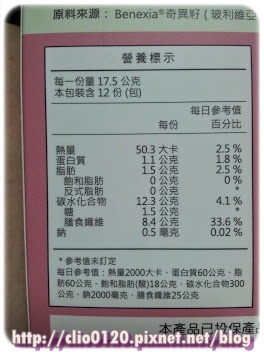 原料來源： Benexia®奇異籽 ( 玻利維亞
營養標示
每一份量 17.5 公克
本包裝含 12 份 (包)
每份 每日參考值百分比
熱量 50.3 大卡 2.5 %
蛋白質 1.1 公克 1.8 %
脂肪 1.5 公克 2.5 %
飽和脂肪 0 公克 0 %
反式脂肪 0 公克 *
碳水化合物 12.3 公克 4.1 %
糖 1.5 公克 *
膳食纖維 8.4 公克 33.6 %
鈉 0.5 毫克 0.02 %
* 參考值未訂定
每日參考值：熱量2000大卡、蛋白質60公克、脂
肪60公克、飽和脂肪(酸)18公克、碳水化合物300
公克、鈉2000毫克、膳食纖維25公克
本產品已投保產
http://clio0120.pixnet.net/blog